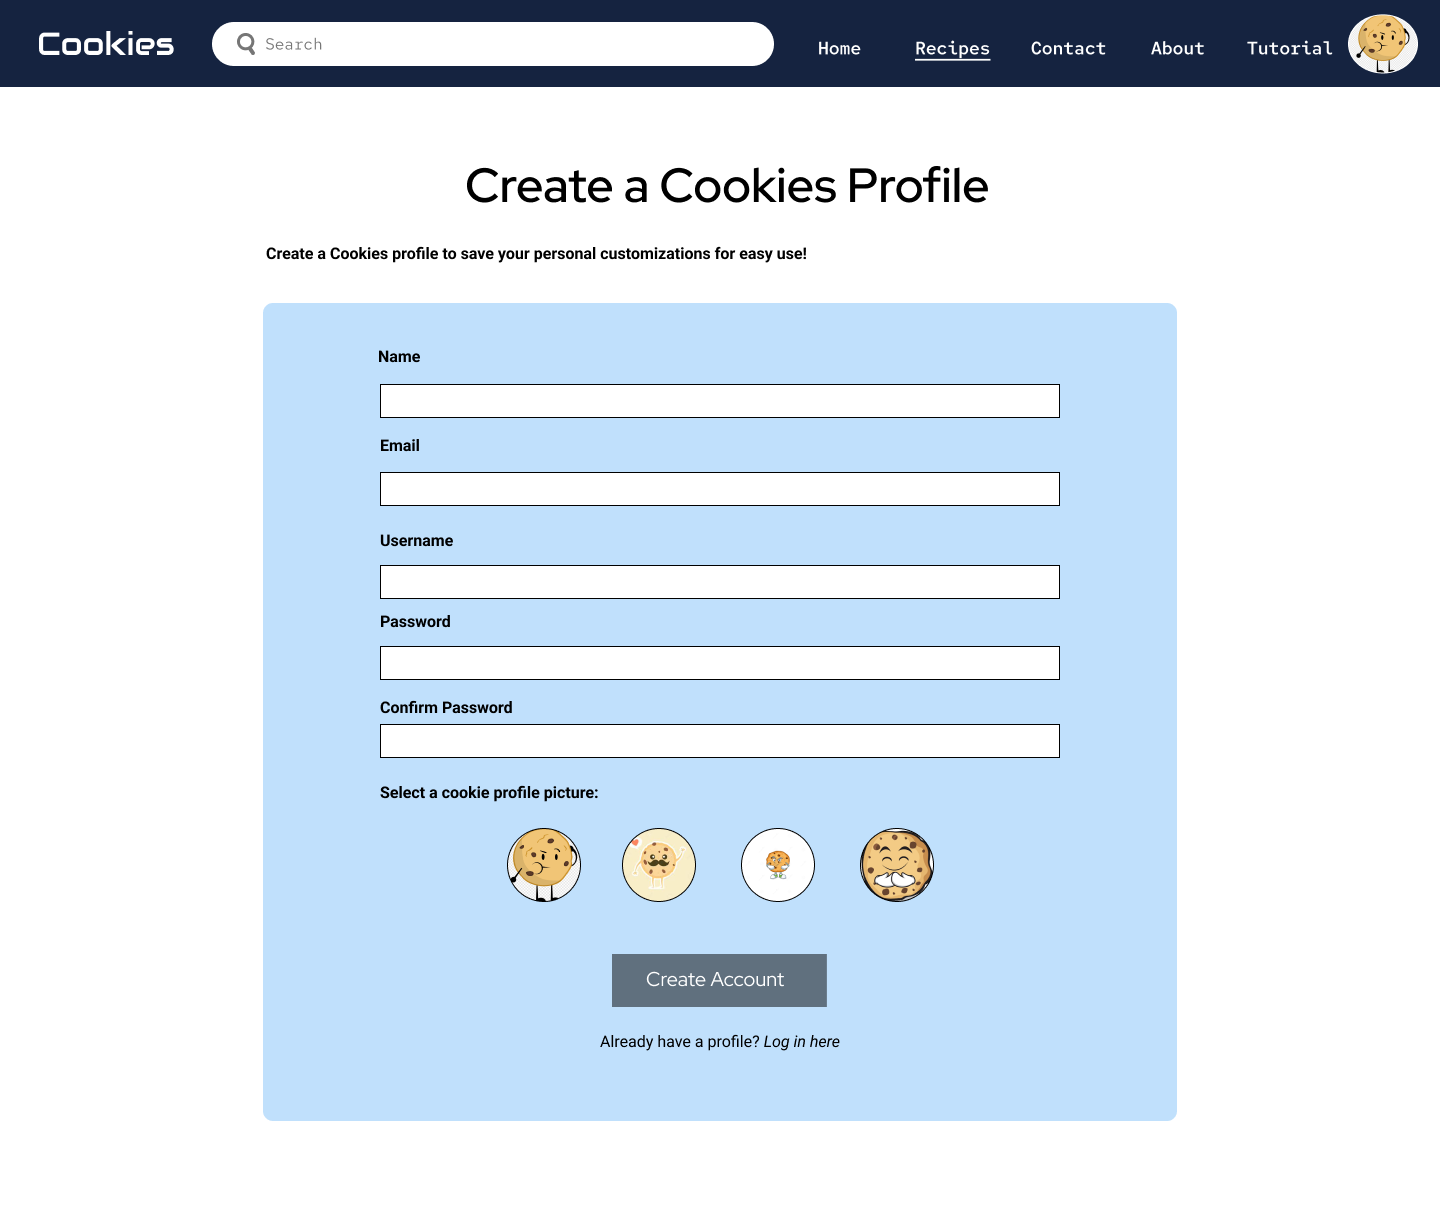 Cookies
Search
Home
Recipes
Contact
About
Tutorial
Create a Cookies Profile
Create a Cookies profile to save your personal customizations for easy use!
Name
Email
Username
Password
Confirm Password
Select a cookie profile picture:
Create Account
Already have a profile? Log in here